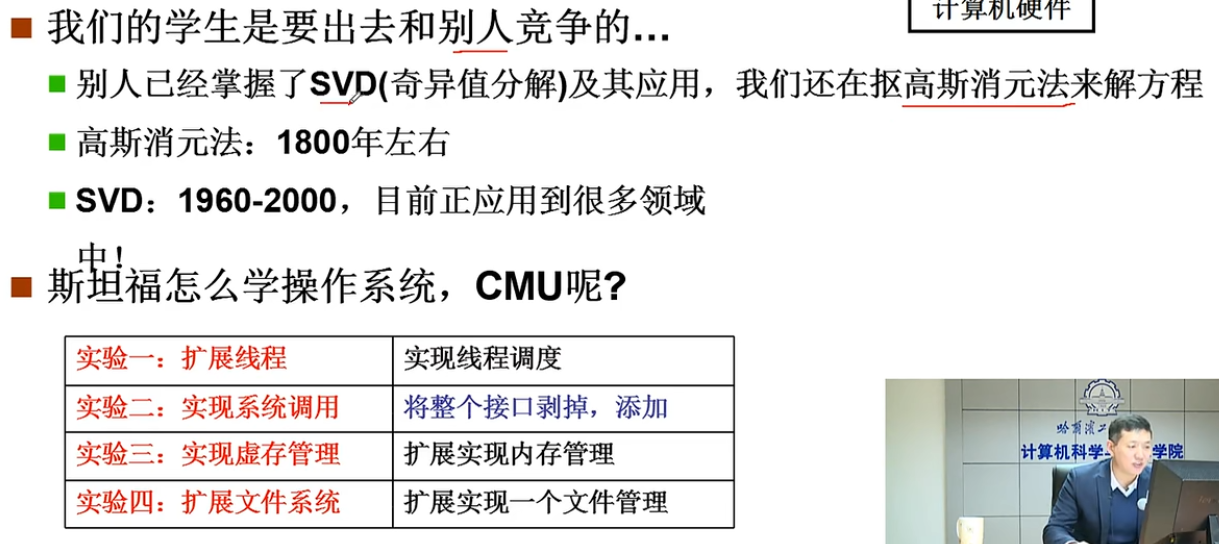 计算机硬件
我们的学生是要出去和别人竞争的...
别人已经掌握了SVD(奇异值分解)及其应用，我们还在抠高斯消元法来解方程
高斯消元法：1800年左右
SVD：1960-2000，目前正应用到很多领域
中！
斯坦福怎么学操作系统，CMU呢?
实验一：扩展线程 实现线程调度
实验二：实现系统调用 将整个接口剥掉，添加
实验三：实现虚存管理 扩展实现内存管理
实验四：扩展文件系统 扩展实现一个文件管理
哈尔滨工
计算机科学 学院